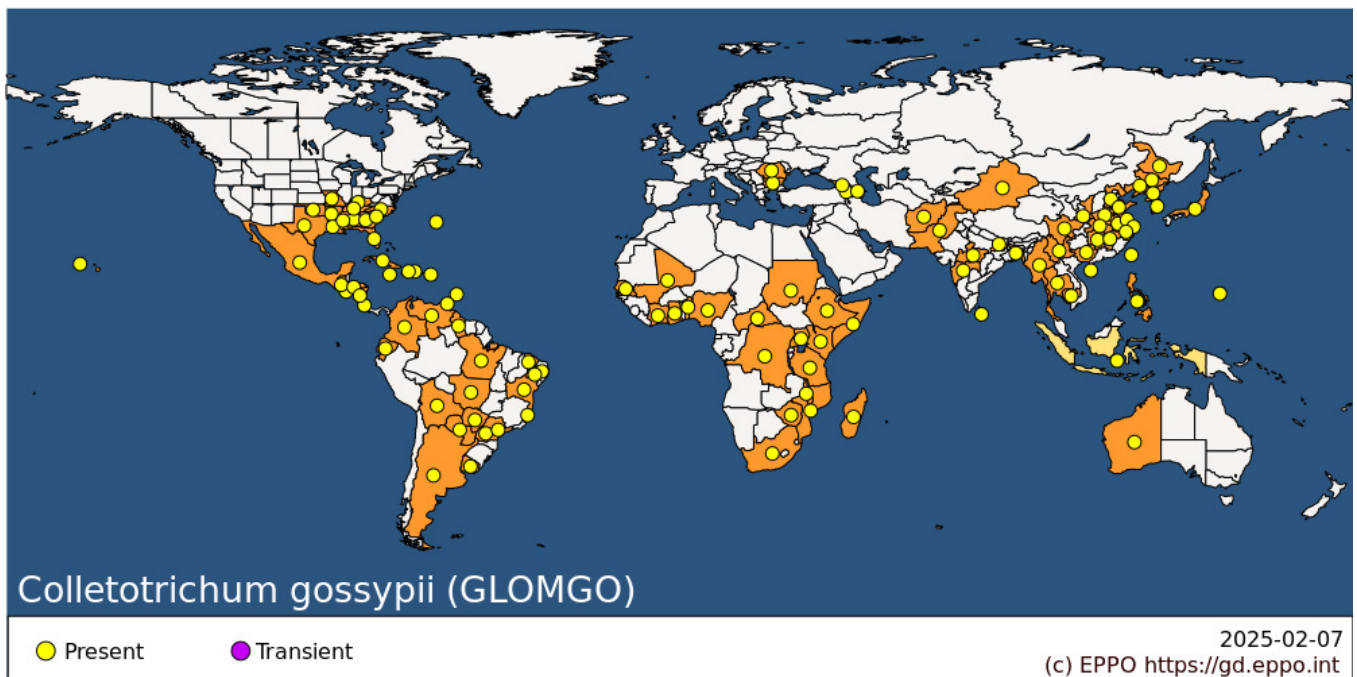 Colletotrichum gossypii (GLOMGO)
Present
Transient
2025-02-07
(c) EPPO https://gd.eppo.int